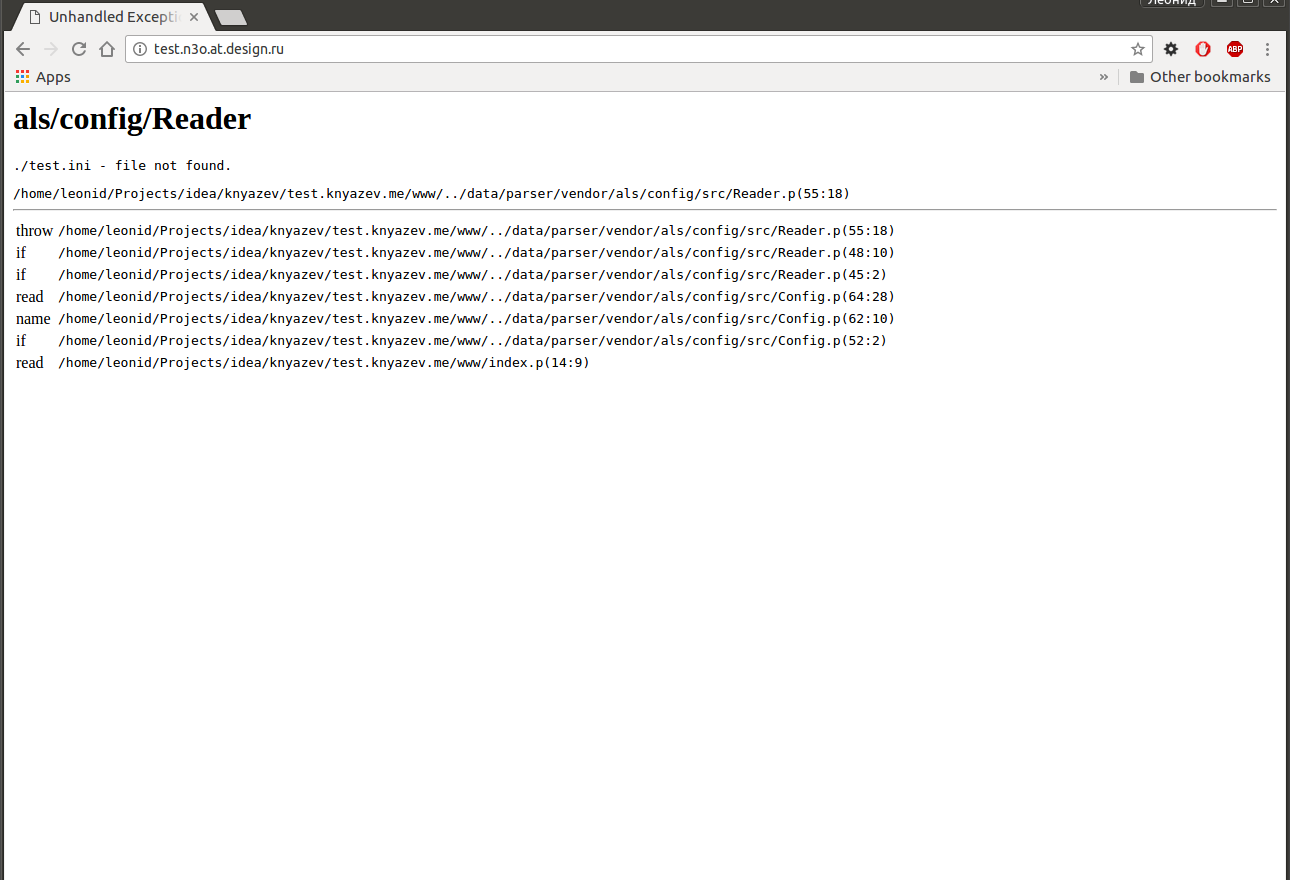 Леонид
Unhandled Excepti
test.n3o.at.design.ru
ABP
Apps
» Other bookmarks
als/config/Reader
./test.ini - file not found.
/home/leonid/Projects/idea/knyazev/test.knyazev.me/www/../data/parser/vendor/als/config/src/Reader.p(55:18)
throw /home/leonid/Projects/idea/knyazev/test.knyazev.me/www/../data/parser/vendor/als/config/src/Reader.p(55:18)
if /home/leonid/Projects/idea/knyazev/test.knyazev.me/www/../data/parser/vendor/als/config/src/Reader.p(48:10)
if /home/leonid/Projects/idea/knyazev/test.knyazev.me/www/../data/parser/vendor/als/config/src/Reader.p(45:2)
read /home/leonid/Projects/idea/knyazev/test.knyazev.me/www/../data/parser/vendor/als/config/src/Config.p(64:28)
name /home/leonid/Projects/idea/knyazev/test.knyazev.me/www/../data/parser/vendor/als/config/src/Config.p(62:10)
if /home/leonid/Projects/idea/knyazev/test.knyazev.me/www/../data/parser/vendor/als/config/src/Config.p(52:2)
read /home/leonid/Projects/idea/knyazev/test.knyazev.me/www/index.p(14:9)